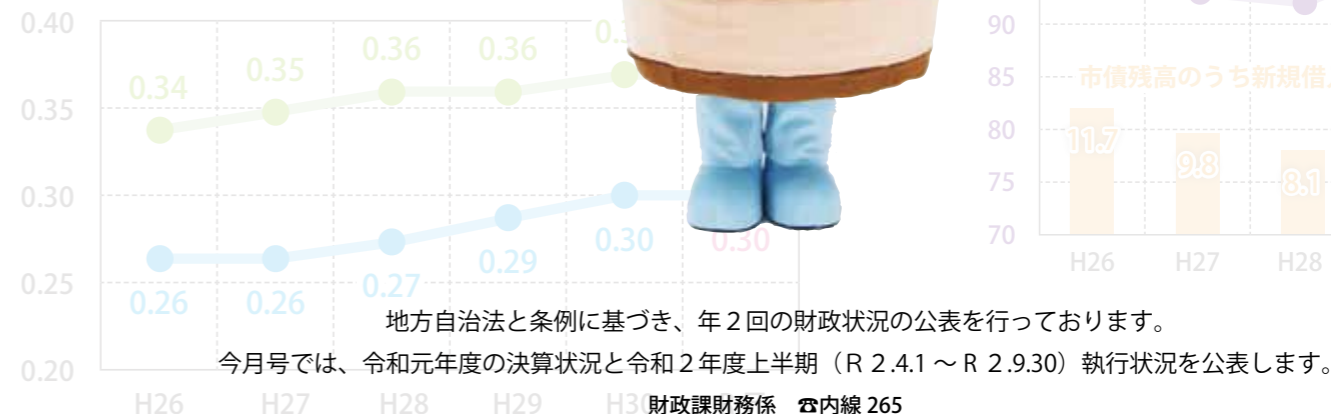 0.40
0.35
0.30
0.25
0.20
0.34
0.35
0.36
0.36
0.26
0.26
0.27
0.29
0.30
0.30
H26
H27
H28
H29
90
85
80
75
70
市債残高のうち新規借
11.7
9.8
8.1
H26
H27
H28
地方自治法と条例に基づき、年２回の財政状況の公表を行っております。
今月号では、令和元年度の決算状況と令和２年度上半期（Ｒ２.4.1～Ｒ２.9.30）執行状況を公表します。
財政課財務係　☎内線 265